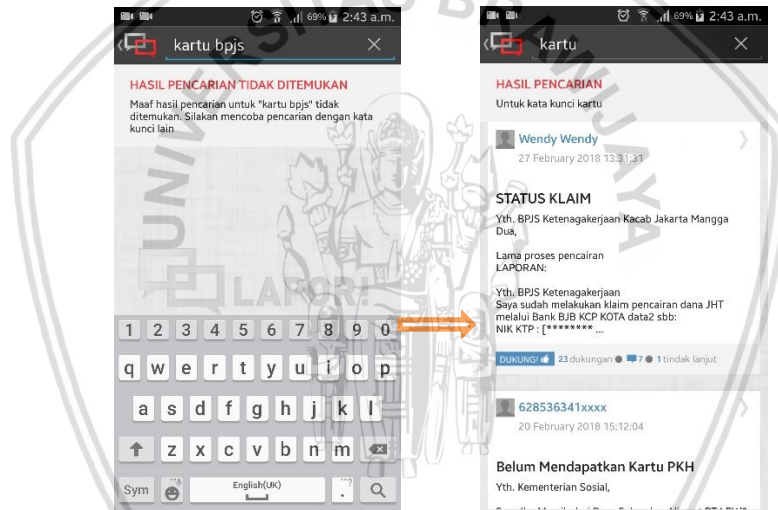 69% 2:43 a.m.
kartu bpjs
HASIL PENCARIAN TIDAK DITEMUKAN
Maaf hasil pencarian untuk "kartu bpjs" tidak
ditemukan. Silakan mencoba pencarian dengan kata
kunci lain
LAPOR!
1 2 3 4 5 6 7 8 9 0
q w e r t y u i o p
a s d f g h j k l
z x c v b n m
Sym English(UK) .
69% 2:43 a.m.
kartu
HASIL PENCARIAN
Untuk kata kunci kartu
Wendy Wendy
27 February 2018 13:31:31
STATUS KLAIM
Yth. BPJS Ketenagakerjaan Kacab Jakarta Mangga
Dua,
Lama proses pencairan
LAPORAN:
Yth. BPJS Ketenagakerjaan
Saya sudah melakukan klaim pencairan dana JHT
melalui Bank BJB KCP KOTA data2 sbb:
NIK KTP : [******** ...
DUKUNG! 23 dukungan 7 1 tindak lanjut
628536341xxxx
20 February 2018 15:12:04
Belum Mendapatkan Kartu PKH
Yth. Kementerian Sosial,
UNIVERSITAS BRAWIJAYA